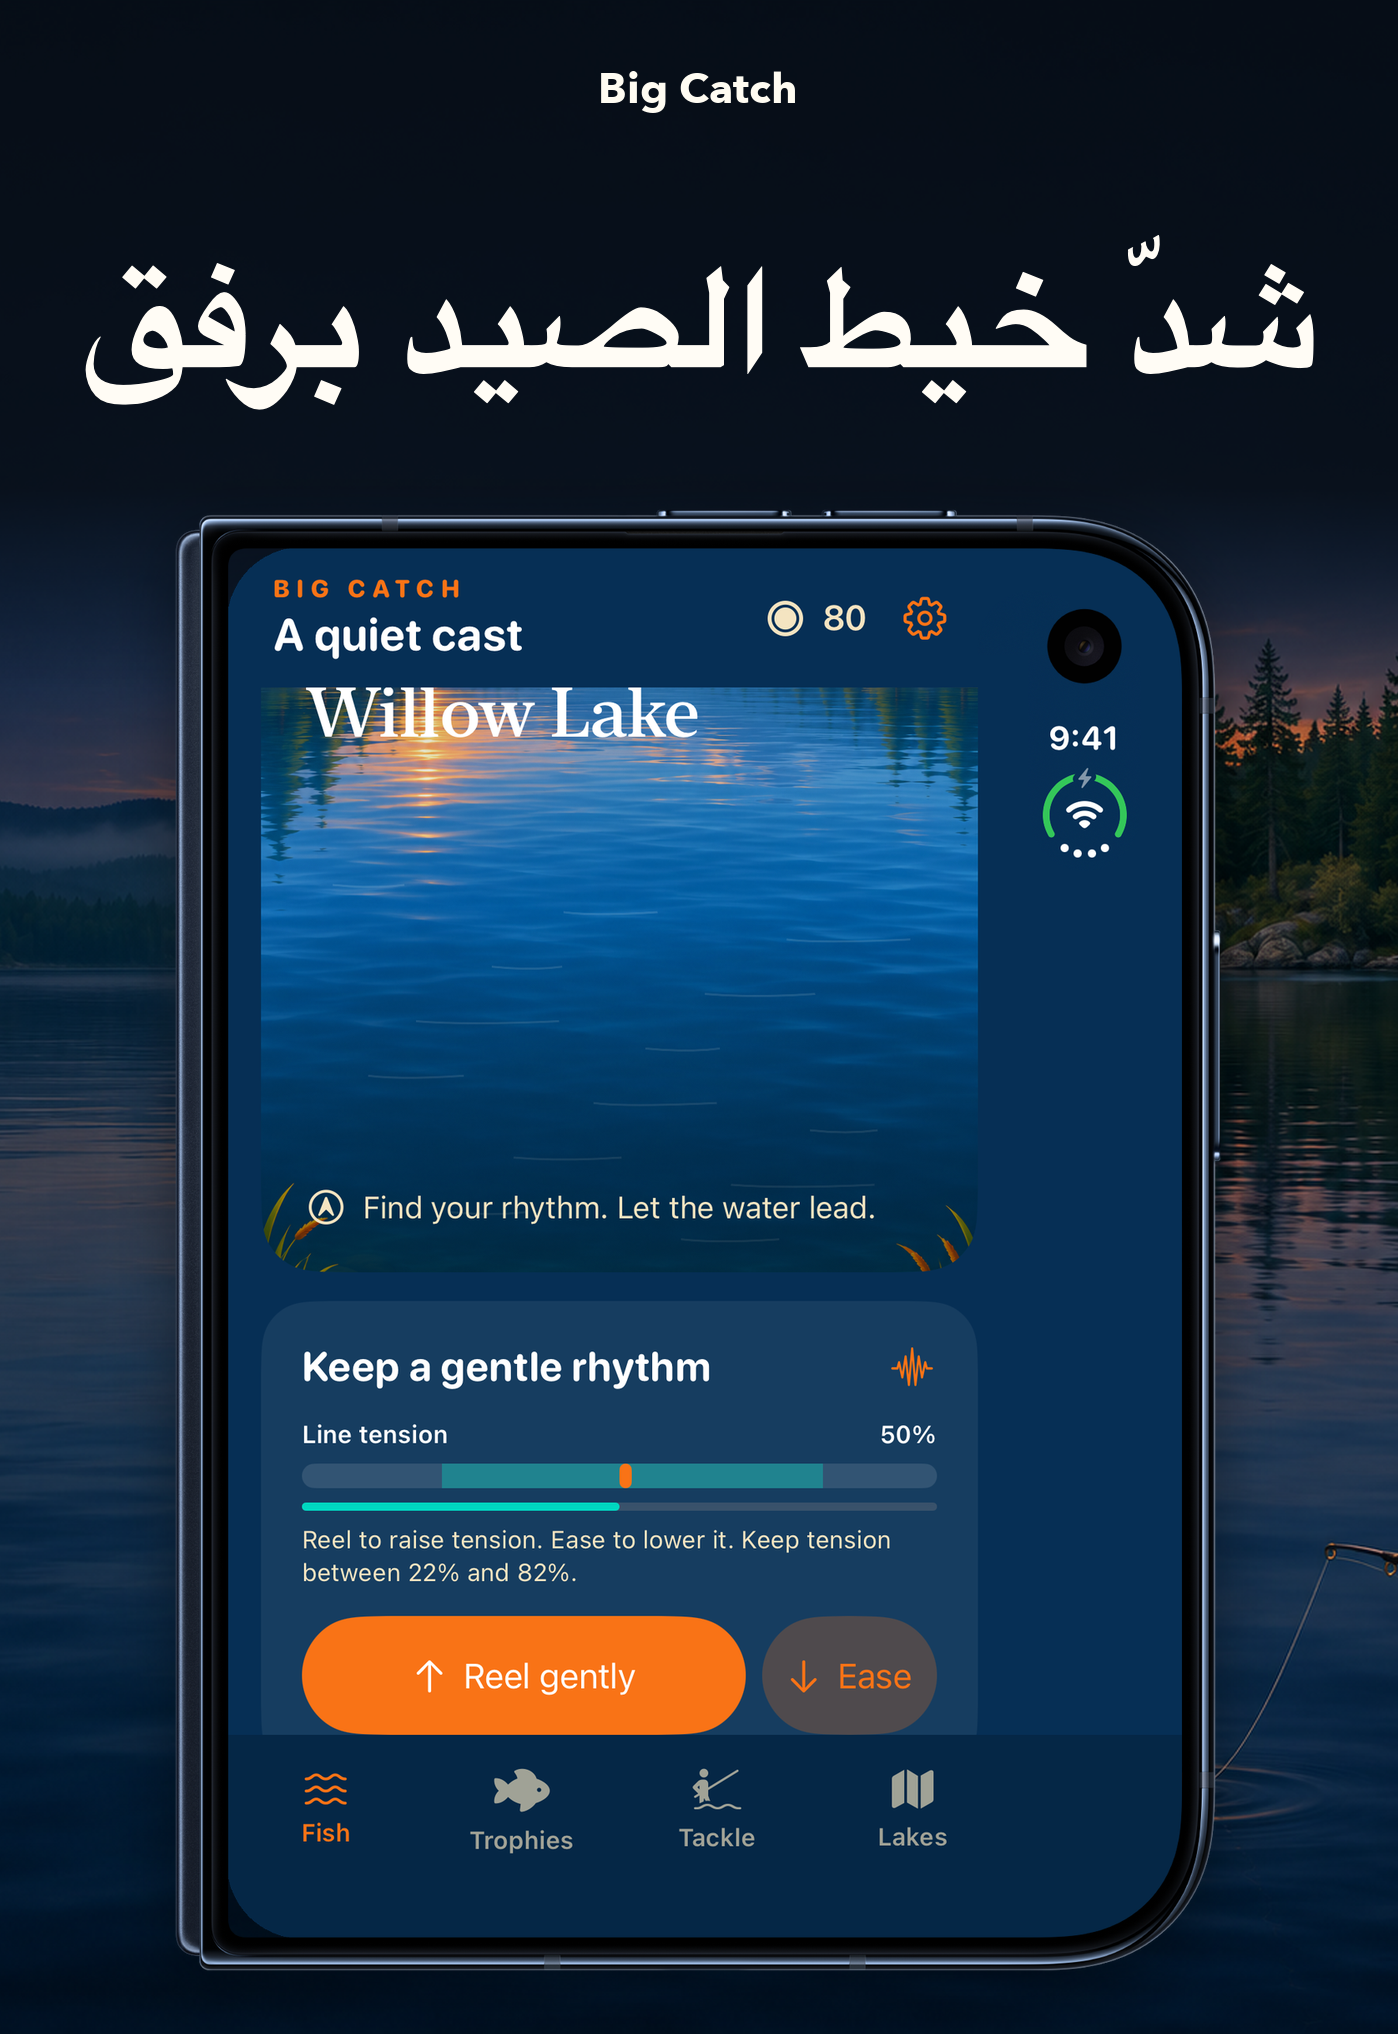 Big Catch
شدّ خيط الصيد برفق
BIG CATCH
A quiet cast
80
Willow Lake
9:41
Find your rhythm. Let the water lead.
Keep a gentle rhythm
Line tension
50%
Reel to raise tension. Ease to lower it. Keep tension
between 22% and 82%.
Reel gently
Ease
Fish
Trophies
Tackle
Lakes